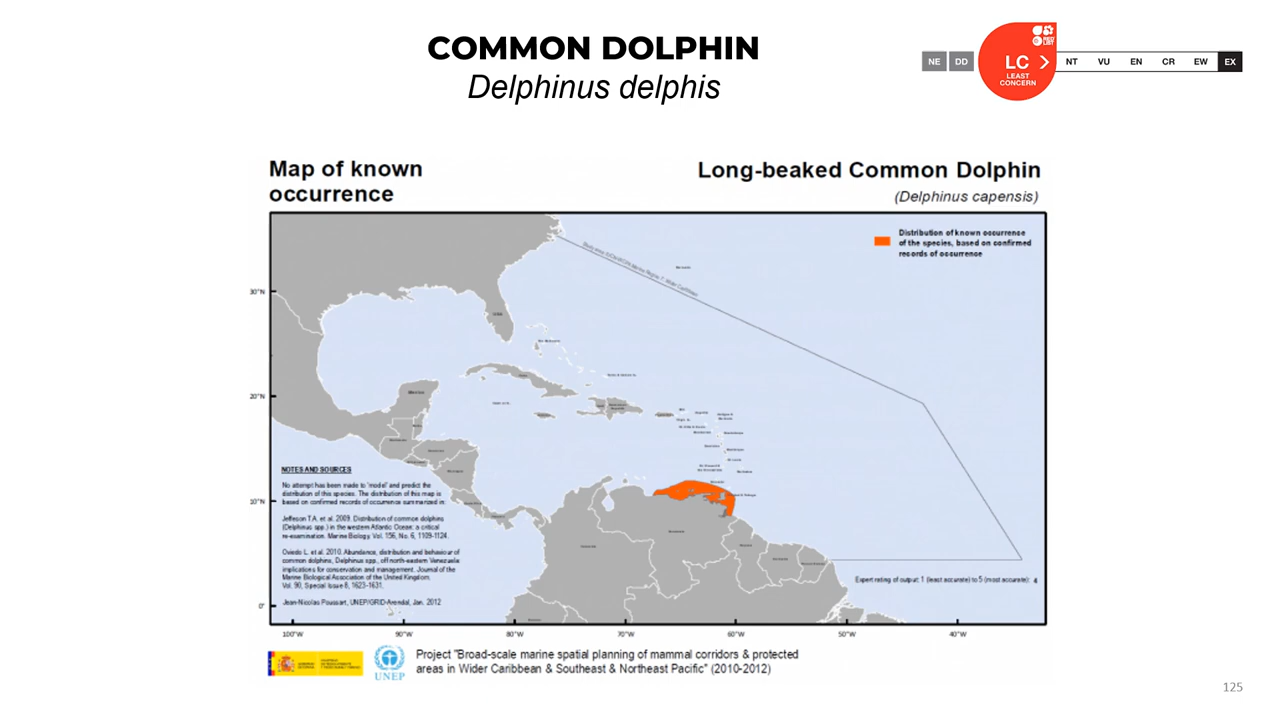 COMMON DOLPHIN
Delphinus delphis
NE DD LC NT VU EN CR EW EX
LEAST
CONCERN
Map of known
occurrence
Long-beaked Common Dolphin
(Delphinus capensis)
Distribution of known occurrence
of the species, based on confirmed
records of occurrence
30°N
20°N
10°N
0°
USA
Mexico
NOTES AND SOURCES
No attempt has been made to 'model' and predict the
distribution of this species. The distribution of this map is
based on confirmed records of occurrence summarized in:
Jefferson T.A. et al. 2009. Distribution of common dolphins
(Delphinus spp.) in the western Atlantic Ocean: a critical
re-examination. Marine Biology. Vol. 156, No. 6, 1109-1124.
Oviedo L. et al. 2010. Abundance, distribution and behaviour of
common dolphins, Delphinus spp., off north-eastern Venezuela:
implications for conservation and management. Journal of the
Marine Biological Association of the United Kingdom.
Vol. 90, Special Issue 8, 1623-1631.
Jean-Nicolas Poussart, UNEP/GRID-Arendal, Jan. 2012
Expert rating of output: 1 (least accurate) to 5 (most accurate): 4
100°W 90°W 80°W 70°W 60°W 50°W 40°W
UNEP
Project "Broad-scale marine spatial planning of mammal corridors & protected
areas in Wider Caribbean & Southeast & Northeast Pacific" (2010-2012)
125